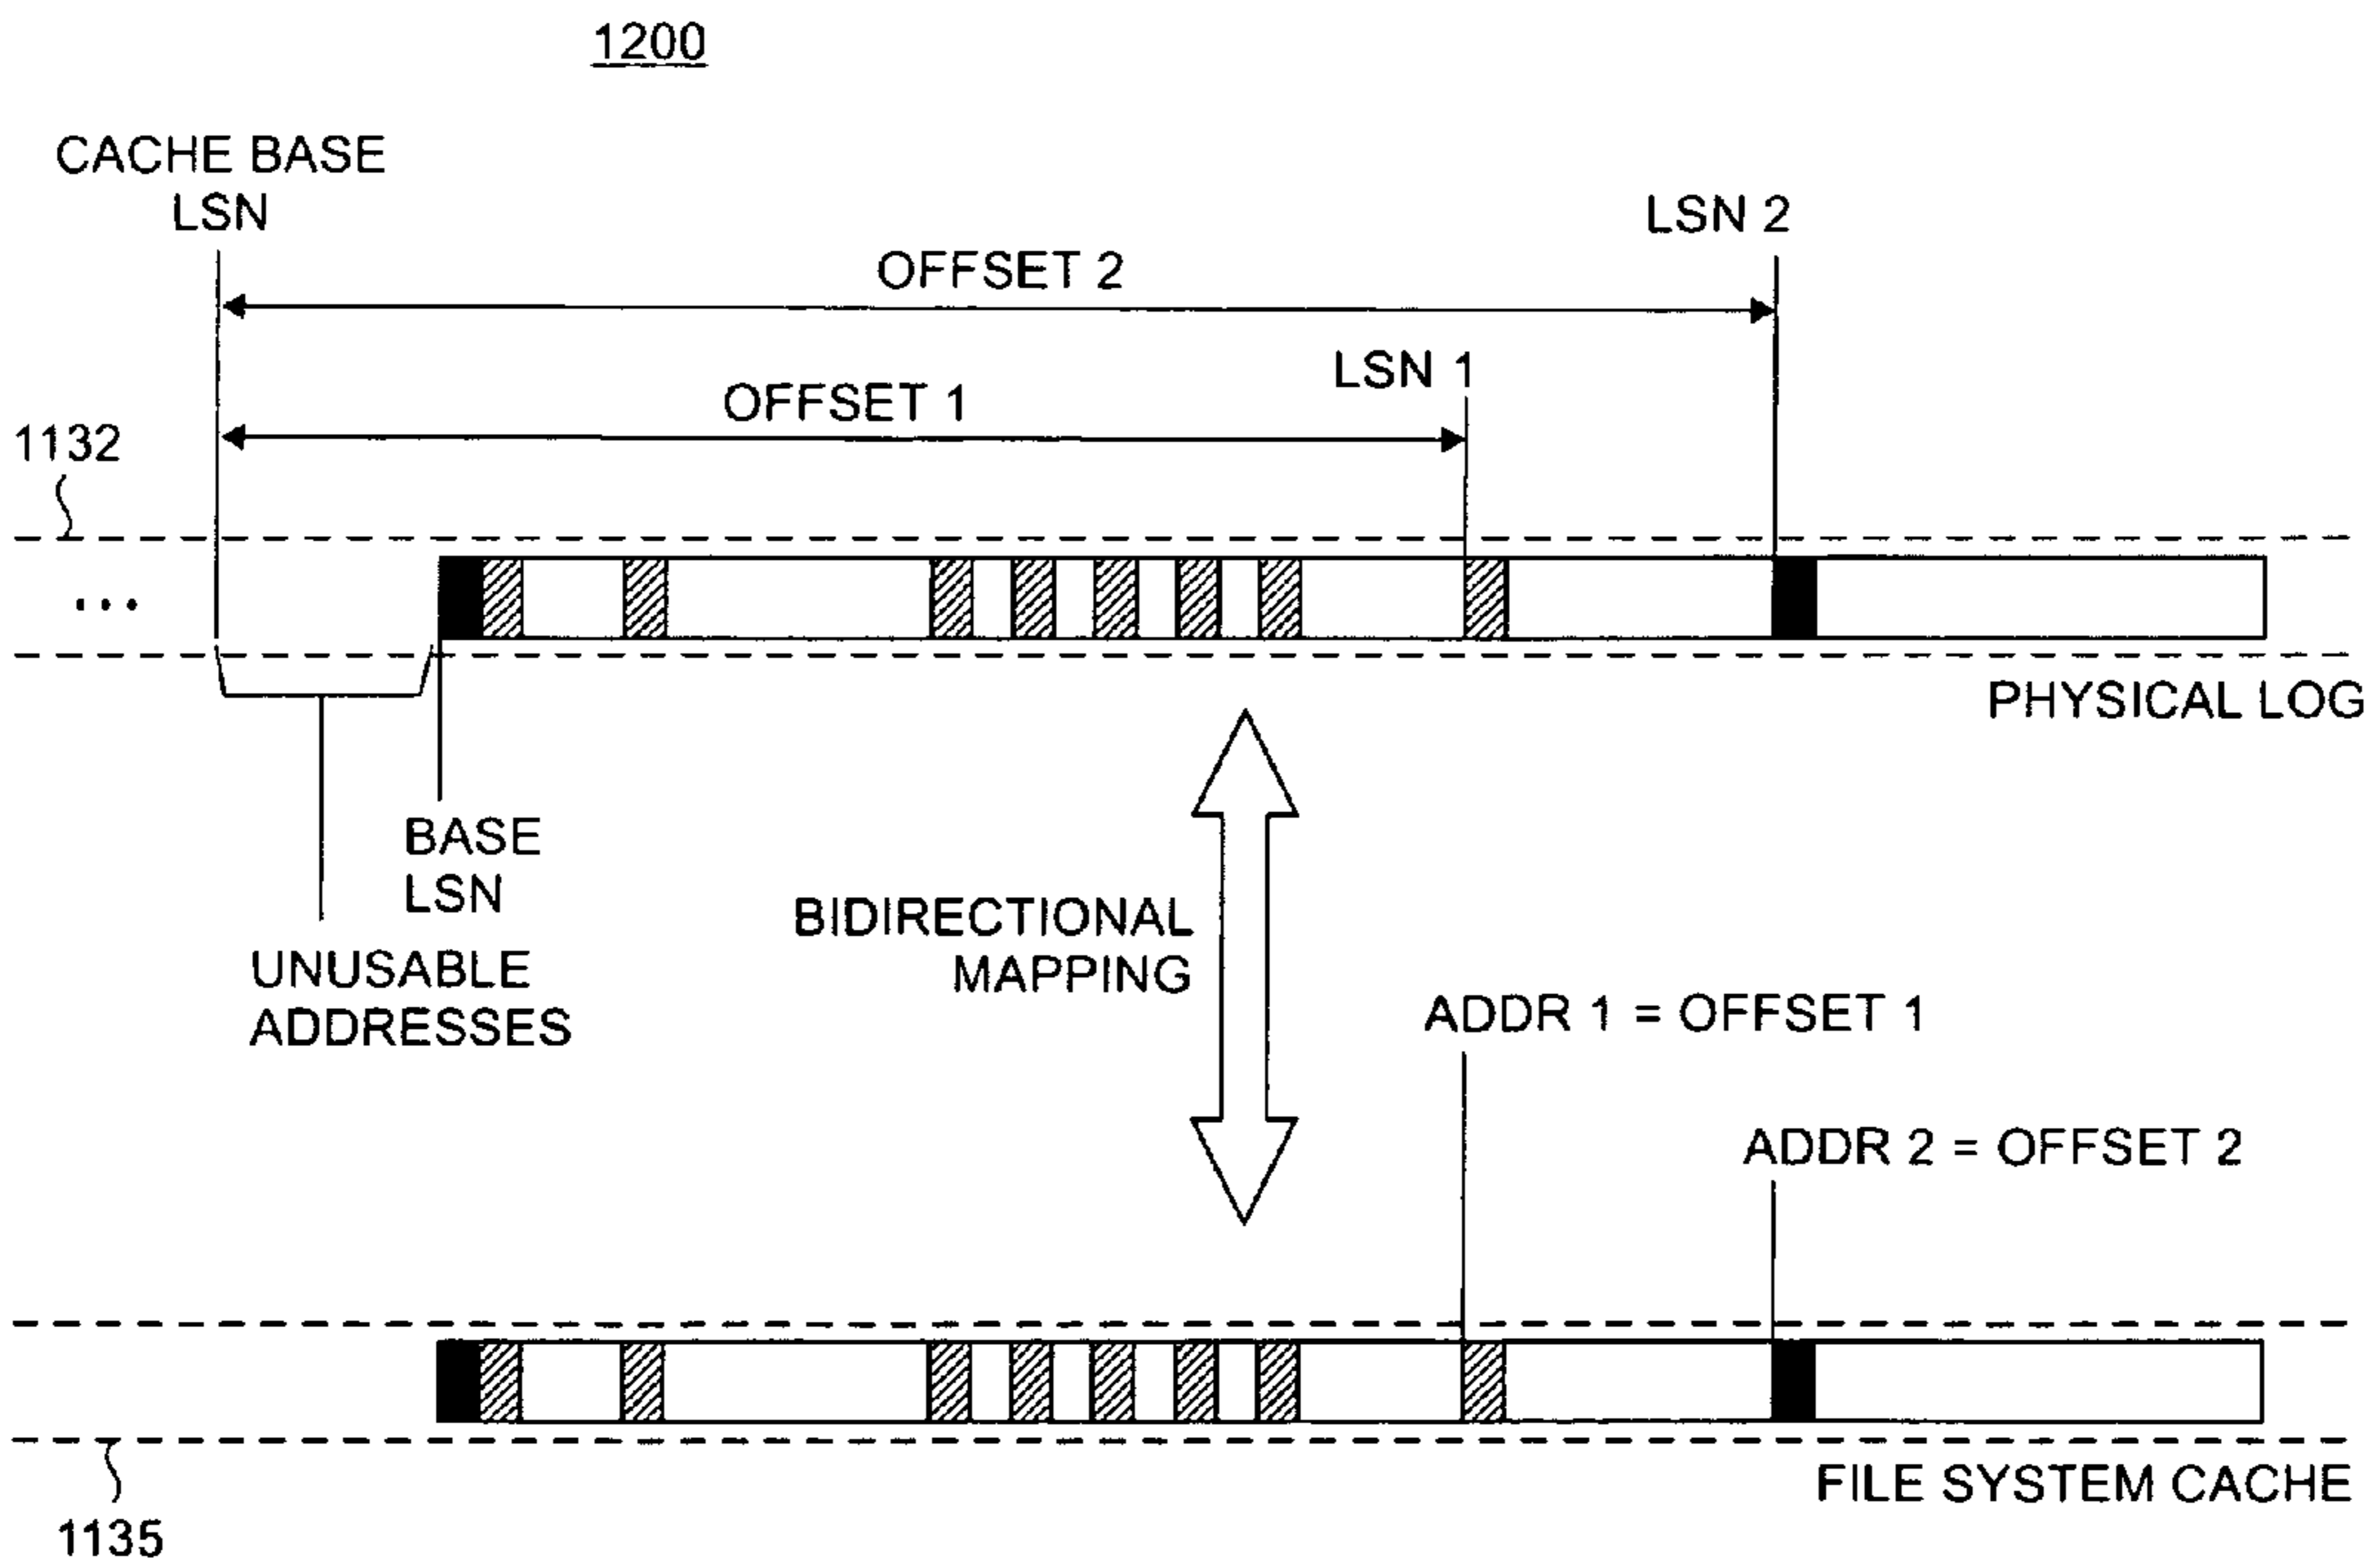 1200
CACHE BASE
LSN
LSN 2
OFFSET 2
LSN 1
OFFSET 1
1132
...
PHYSICAL LOG
BASE
LSN
BIDIRECTIONAL
MAPPING
UNUSABLE
ADDRESSES
ADDR 1 = OFFSET 1
ADDR 2 = OFFSET 2
FILE SYSTEM CACHE
1135